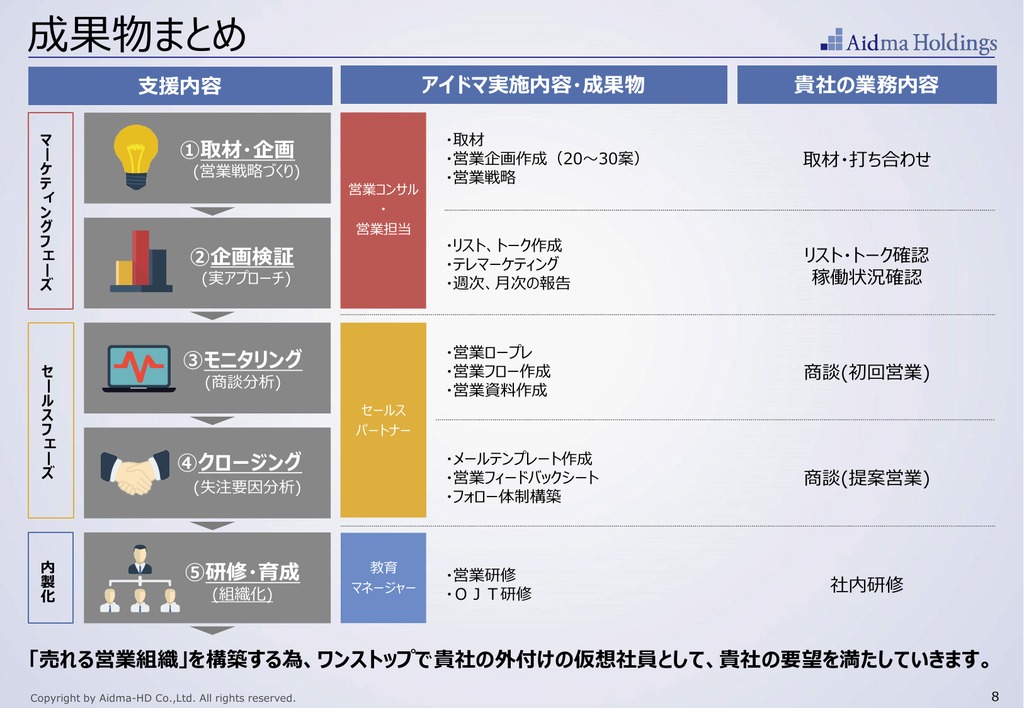 成果物まとめ
Aidma Holdings
支援内容
アイドマ実施内容・成果物
貴社の業務内容
マーケティングフェーズ
①取材・企画
(営業戦略づくり)
営業コンサル
・
営業担当
・取材
・営業企画作成（20～30案）
・営業戦略
取材・打ち合わせ
②企画検証
(実アプローチ)
・リスト、トーク作成
・テレマーケティング
・週次、月次の報告
リスト・トーク確認
稼働状況確認
セールスフェーズ
③モニタリング
(商談分析)
セールス
パートナー
・営業ロープレ
・営業フロー作成
・営業資料作成
商談(初回営業)
④クロージング
(失注要因分析)
・メールテンプレート作成
・営業フィードバックシート
・フォロー体制構築
商談(提案営業)
内製化
⑤研修・育成
(組織化)
教育
マネージャー
・営業研修
・ＯＪＴ研修
社内研修
「売れる営業組織」を構築する為、ワンストップで貴社の外付けの仮想社員として、貴社の要望を満たしていきます。
Copyright by Aidma-HD Co.,Ltd. All rights reserved.
8